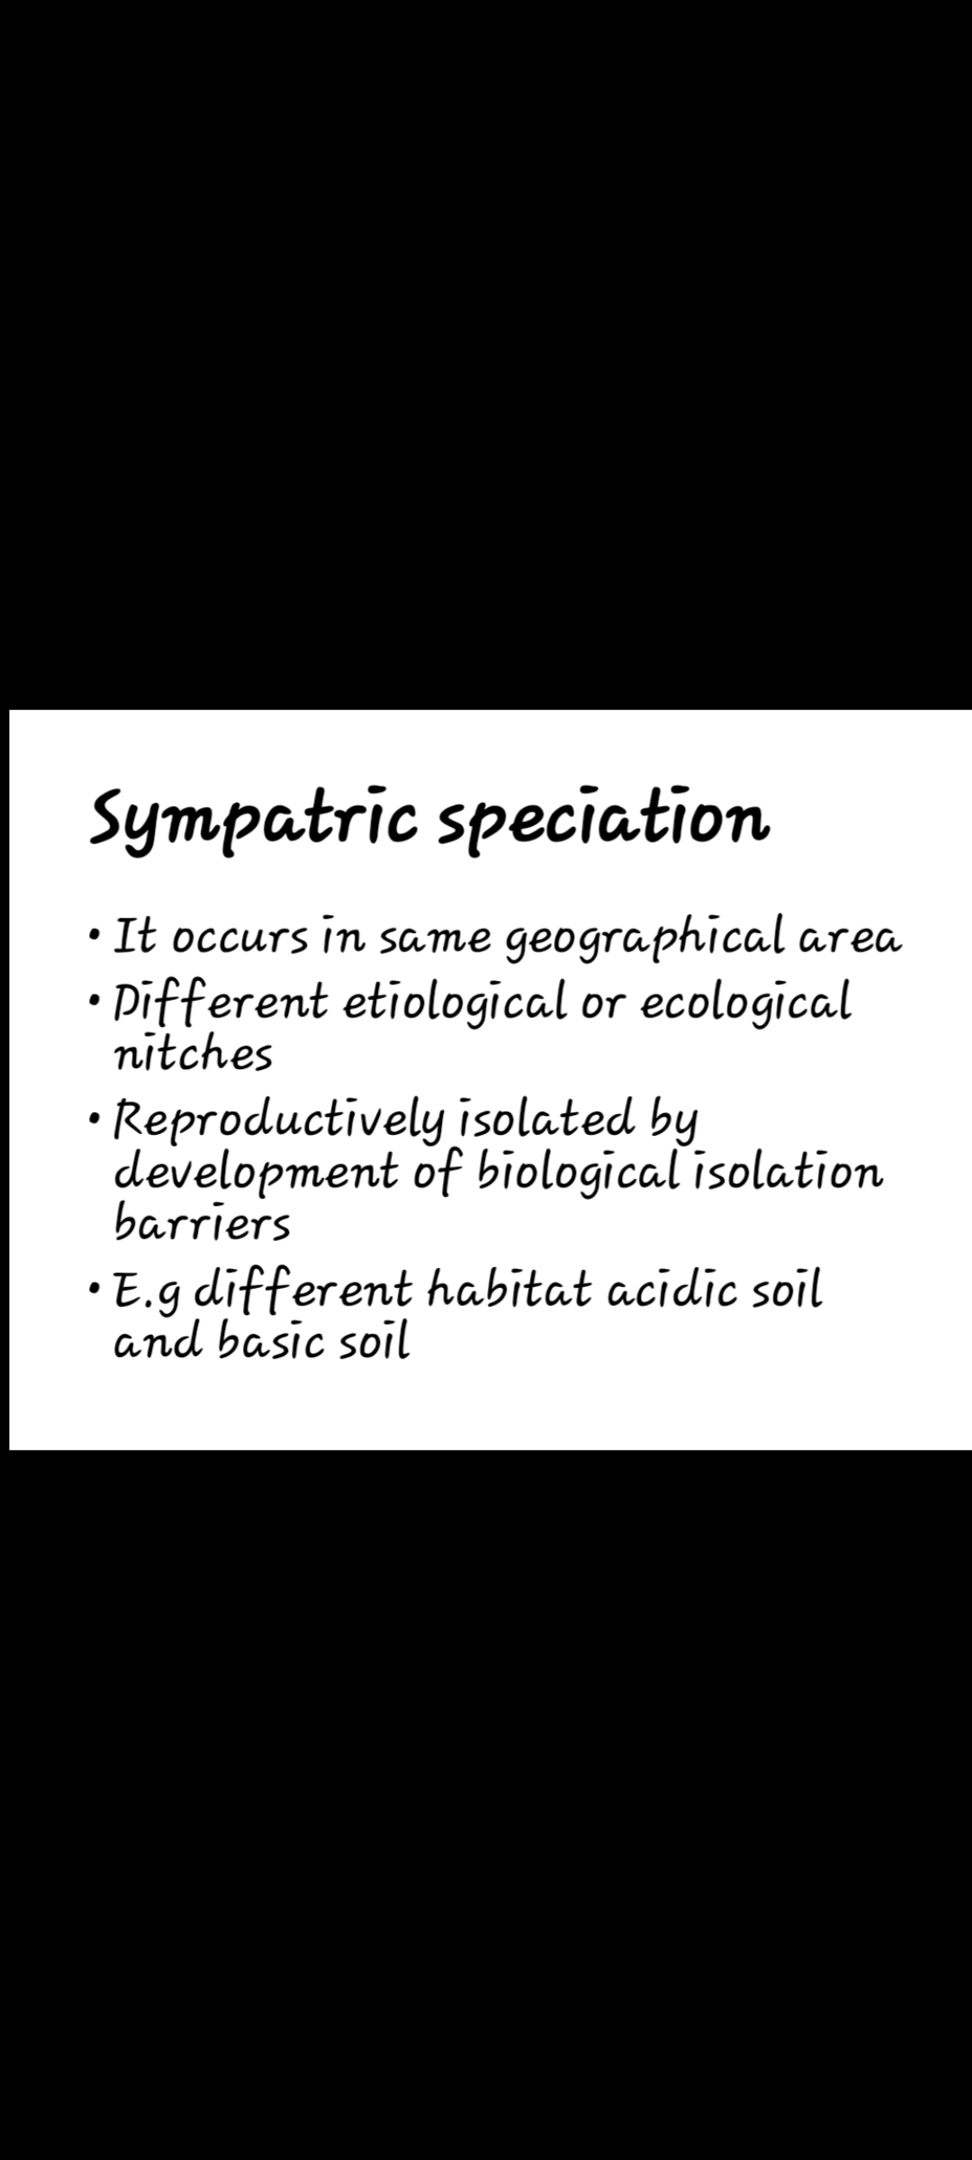 Sympatric speciation
• It occurs in same geographical area
• Different etiological or ecological
nitches
• Reproductively isolated by
development of biological isolation
barriers
• E.g different habitat acidic soil
and basic soil